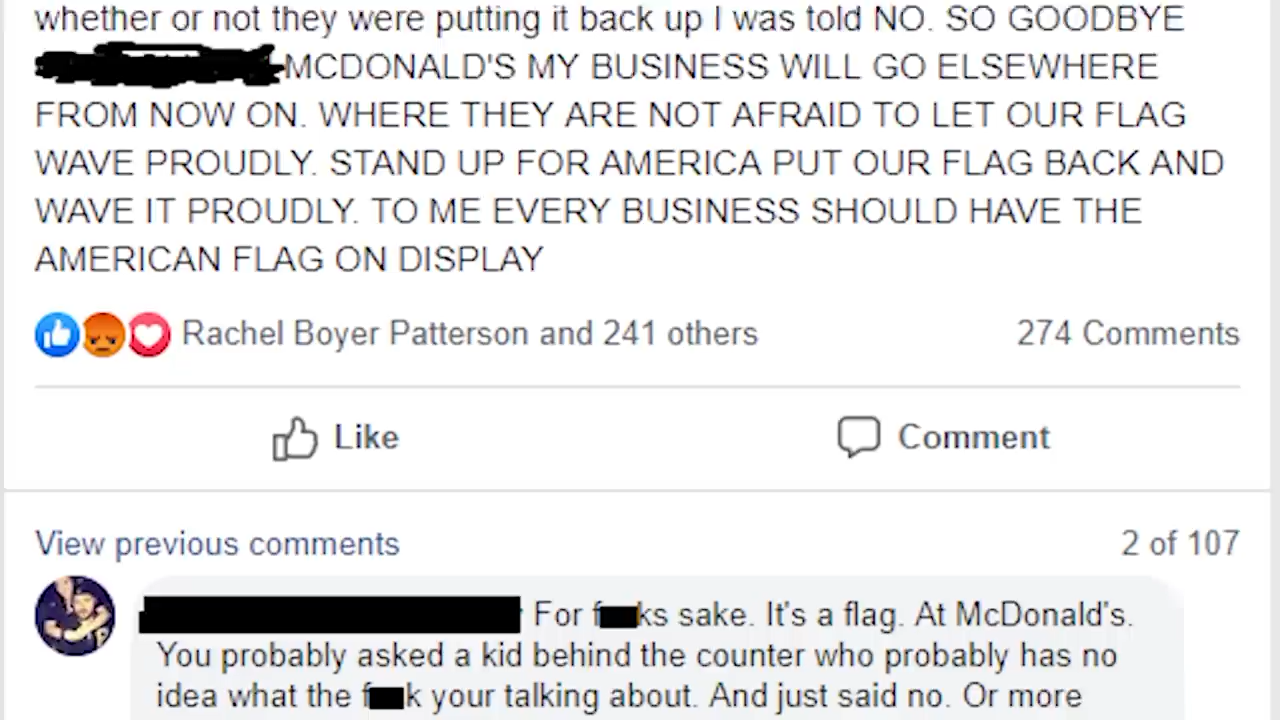 whether or not they were putting it back up I was told NO. SO GOODBYE
MCDONALD'S MY BUSINESS WILL GO ELSEWHERE
FROM NOW ON. WHERE THEY ARE NOT AFRAID TO LET OUR FLAG
WAVE PROUDLY. STAND UP FOR AMERICA PUT OUR FLAG BACK AND
WAVE IT PROUDLY. TO ME EVERY BUSINESS SHOULD HAVE THE
AMERICAN FLAG ON DISPLAY
Rachel Boyer Patterson and 241 others 274 Comments
Like Comment
View previous comments 2 of 107
For f ks sake. It's a flag. At McDonald's.
You probably asked a kid behind the counter who probably has no
idea what the f k your talking about. And just said no. Or more